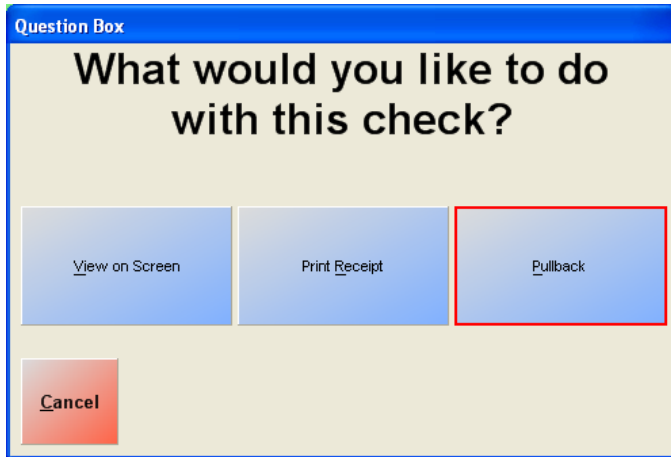 Question Box
What would you like to do
with this check?
View on Screen
Print Receipt
Pullback
Cancel